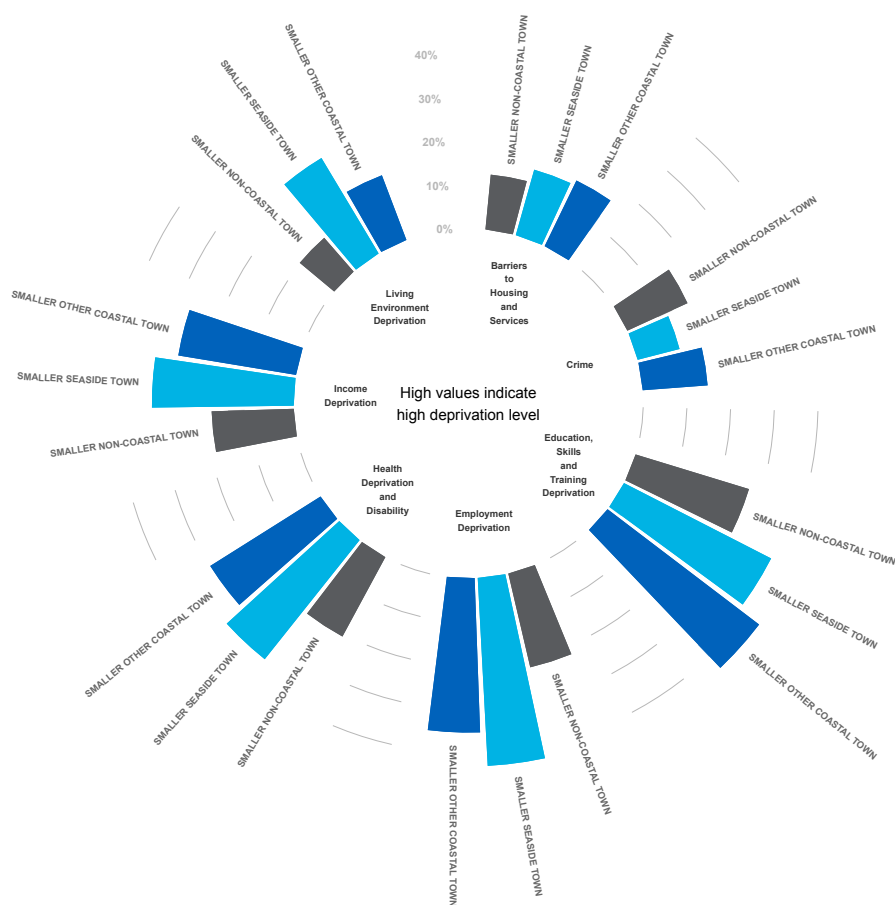 40%
30%
20%
10%
0%
SMALLER NON-COASTAL TOWN
SMALLER SEASIDE TOWN
SMALLER OTHER COASTAL TOWN
Barriers
to
Housing
and
Services
SMALLER NON-COASTAL TOWN
SMALLER SEASIDE TOWN
SMALLER OTHER COASTAL TOWN
Crime
SMALLER NON-COASTAL TOWN
SMALLER SEASIDE TOWN
SMALLER OTHER COASTAL TOWN
Education,
Skills
and
Training
Deprivation
SMALLER NON-COASTAL TOWN
SMALLER SEASIDE TOWN
SMALLER OTHER COASTAL TOWN
Employment
Deprivation
SMALLER NON-COASTAL TOWN
SMALLER SEASIDE TOWN
SMALLER OTHER COASTAL TOWN
Health
Deprivation
and
Disability
SMALLER NON-COASTAL TOWN
SMALLER SEASIDE TOWN
SMALLER OTHER COASTAL TOWN
Income
Deprivation
SMALLER NON-COASTAL TOWN
SMALLER SEASIDE TOWN
SMALLER OTHER COASTAL TOWN
Living
Environment
Deprivation
High values indicate
high deprivation level